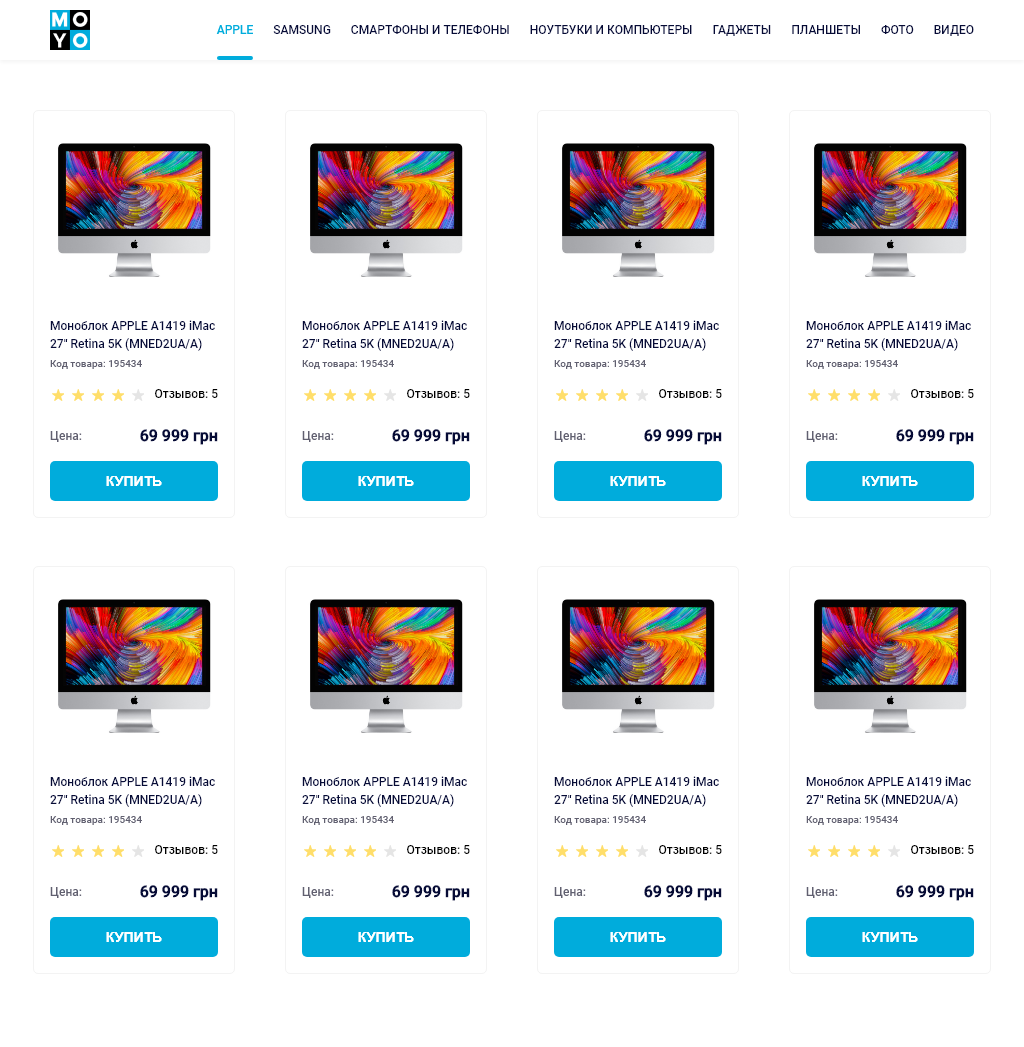 MO
YO
APPLE SAMSUNG СМАРТФОНЫ И ТЕЛЕФОНЫ НОУТБУКИ И КОМПЬЮТЕРЫ ГАДЖЕТЫ ПЛАНШЕТЫ ФОТО ВИДЕО
Моноблок APPLE A1419 iMac
27" Retina 5K (MNED2UA/A)
Код товара: 195434
Отзывов: 5
Цена: 69 999 грн
КУПИТЬ
Моноблок APPLE A1419 iMac
27" Retina 5K (MNED2UA/A)
Код товара: 195434
Отзывов: 5
Цена: 69 999 грн
КУПИТЬ
Моноблок APPLE A1419 iMac
27" Retina 5K (MNED2UA/A)
Код товара: 195434
Отзывов: 5
Цена: 69 999 грн
КУПИТЬ
Моноблок APPLE A1419 iMac
27" Retina 5K (MNED2UA/A)
Код товара: 195434
Отзывов: 5
Цена: 69 999 грн
КУПИТЬ
Моноблок APPLE A1419 iMac
27" Retina 5K (MNED2UA/A)
Код товара: 195434
Отзывов: 5
Цена: 69 999 грн
КУПИТЬ
Моноблок APPLE A1419 iMac
27" Retina 5K (MNED2UA/A)
Код товара: 195434
Отзывов: 5
Цена: 69 999 грн
КУПИТЬ
Моноблок APPLE A1419 iMac
27" Retina 5K (MNED2UA/A)
Код товара: 195434
Отзывов: 5
Цена: 69 999 грн
КУПИТЬ
Моноблок APPLE A1419 iMac
27" Retina 5K (MNED2UA/A)
Код товара: 195434
Отзывов: 5
Цена: 69 999 грн
КУПИТЬ